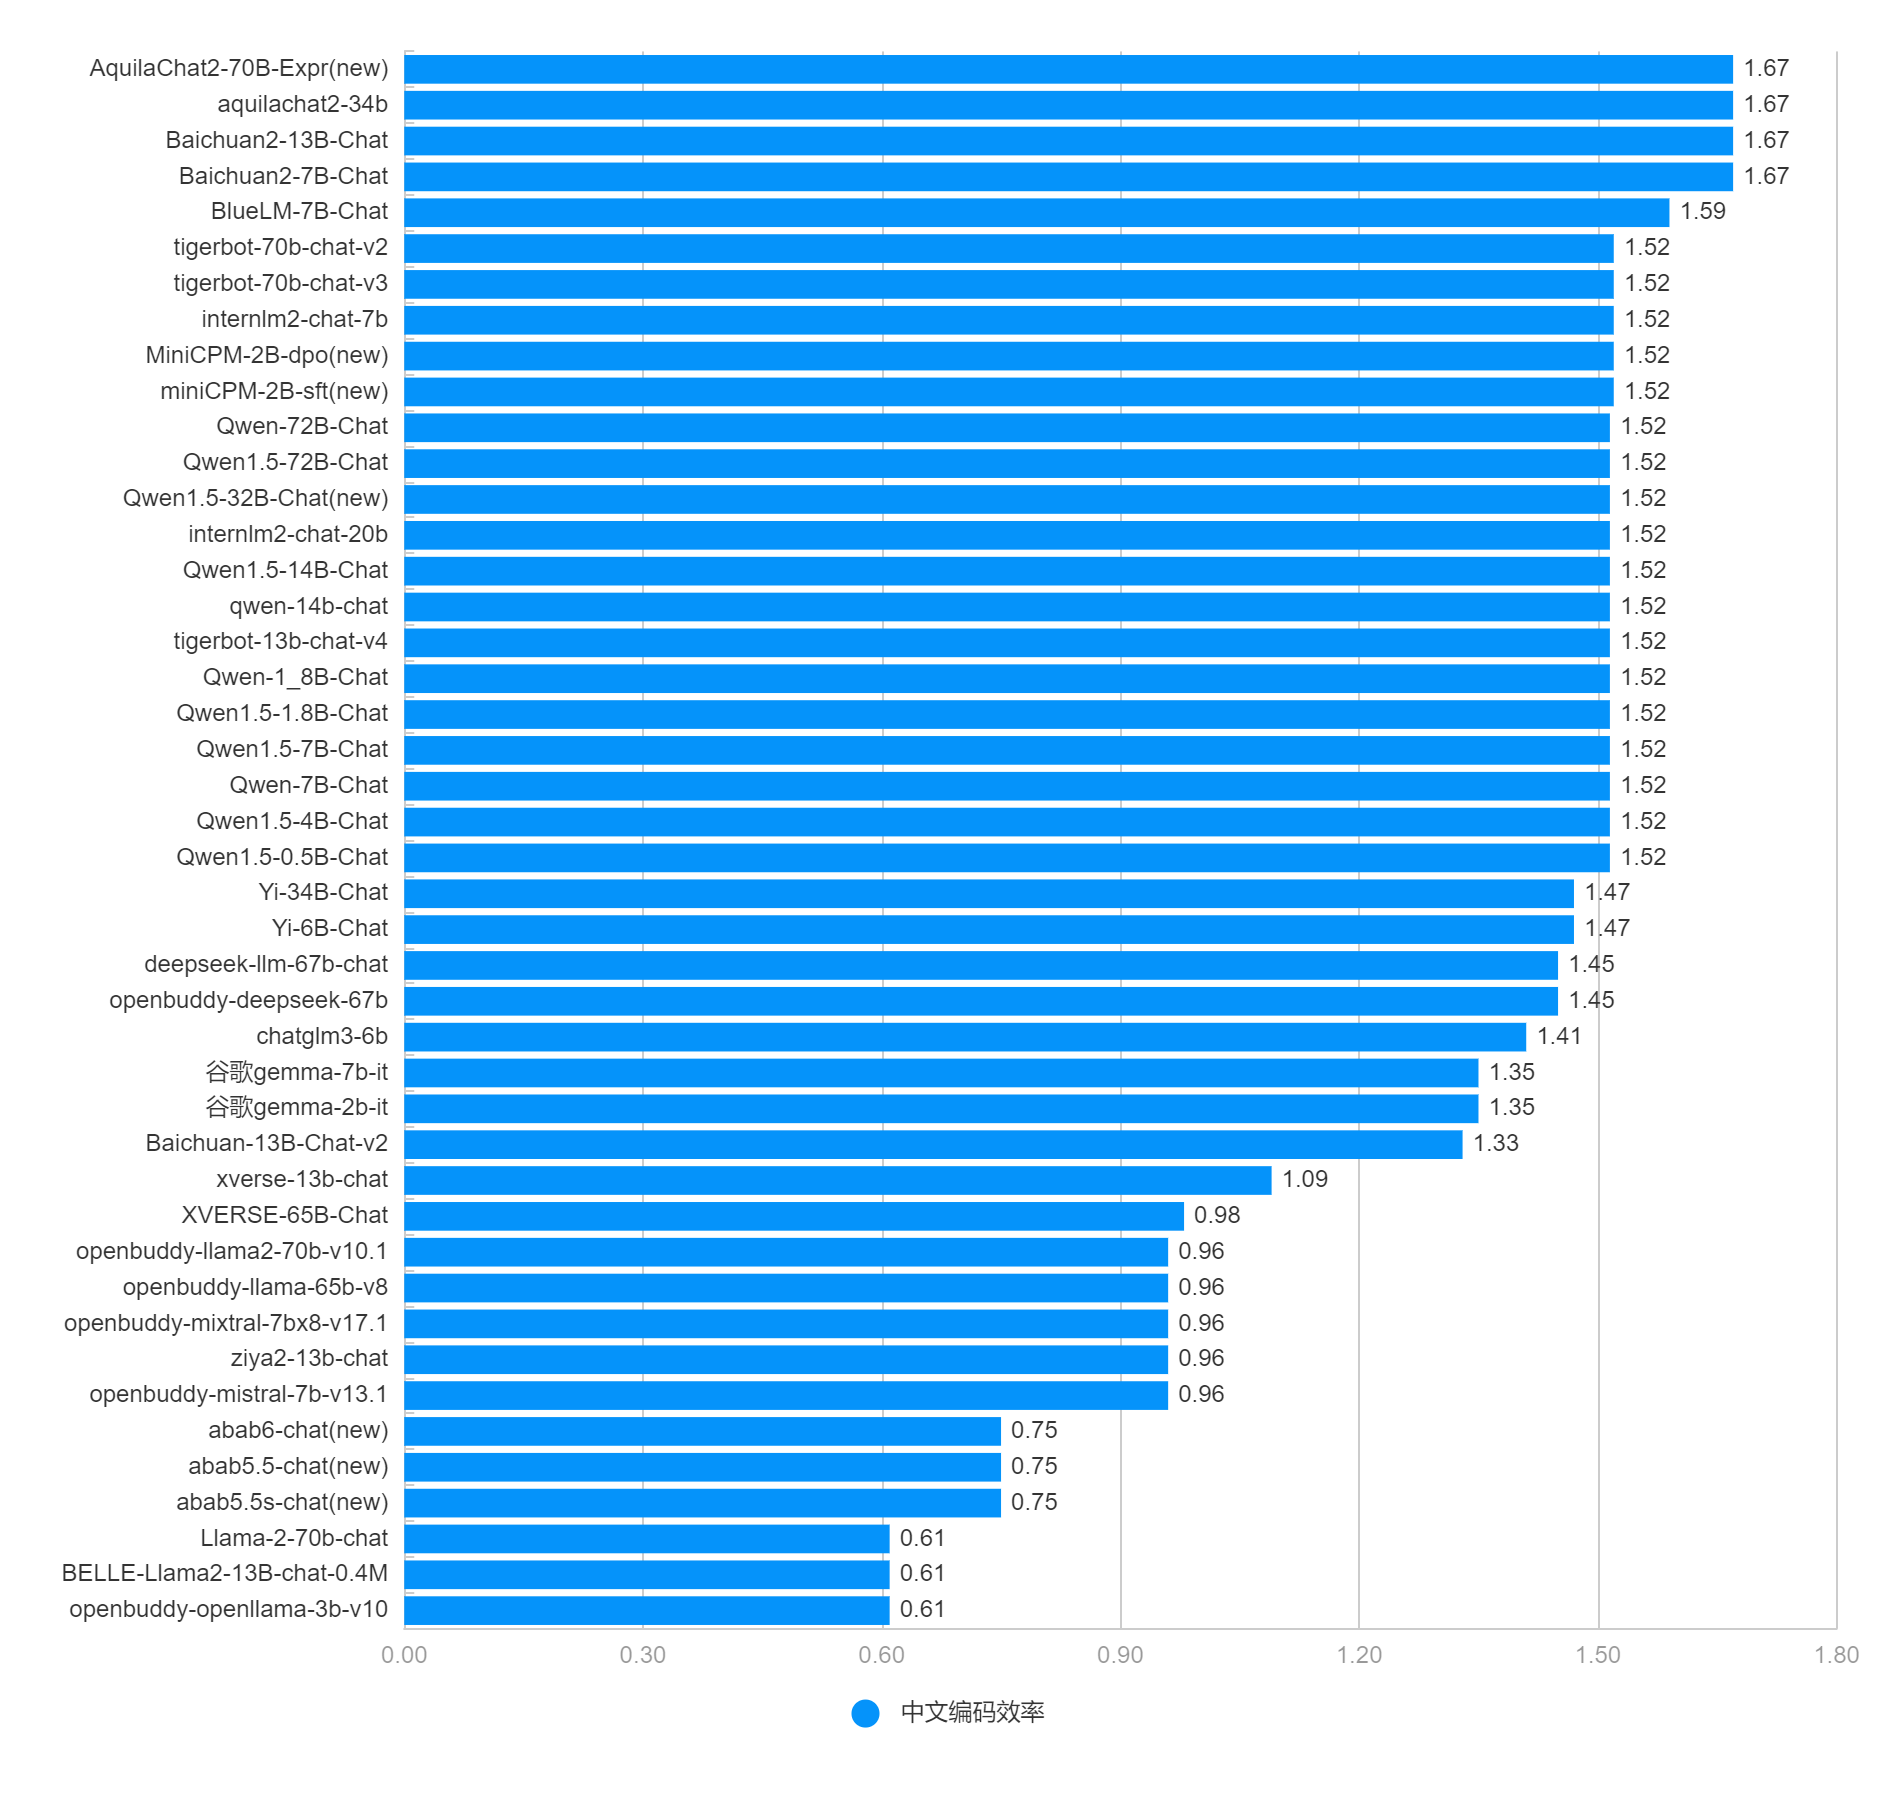 AquilaChat2-70B-Expr(new) 1.67
aquilachat2-34b 1.67
Baichuan2-13B-Chat 1.67
Baichuan2-7B-Chat 1.67
BlueLM-7B-Chat 1.59
tigerbot-70b-chat-v2 1.52
tigerbot-70b-chat-v3 1.52
internlm2-chat-7b 1.52
MiniCPM-2B-dpo(new) 1.52
miniCPM-2B-sft(new) 1.52
Qwen-72B-Chat 1.52
Qwen1.5-72B-Chat 1.52
Qwen1.5-32B-Chat(new) 1.52
internlm2-chat-20b 1.52
Qwen1.5-14B-Chat 1.52
qwen-14b-chat 1.52
tigerbot-13b-chat-v4 1.52
Qwen-1_8B-Chat 1.52
Qwen1.5-1.8B-Chat 1.52
Qwen1.5-7B-Chat 1.52
Qwen-7B-Chat 1.52
Qwen1.5-4B-Chat 1.52
Qwen1.5-0.5B-Chat 1.52
Yi-34B-Chat 1.47
Yi-6B-Chat 1.47
deepseek-llm-67b-chat 1.45
openbuddy-deepseek-67b 1.45
chatglm3-6b 1.41
谷歌gemma-7b-it 1.35
谷歌gemma-2b-it 1.35
Baichuan-13B-Chat-v2 1.33
xverse-13b-chat 1.09
XVERSE-65B-Chat 0.98
openbuddy-llama2-70b-v10.1 0.96
openbuddy-llama-65b-v8 0.96
openbuddy-mixtral-7bx8-v17.1 0.96
ziya2-13b-chat 0.96
openbuddy-mistral-7b-v13.1 0.96
abab6-chat(new) 0.75
abab5.5-chat(new) 0.75
abab5.5s-chat(new) 0.75
Llama-2-70b-chat 0.61
BELLE-Llama2-13B-chat-0.4M 0.61
openbuddy-openllama-3b-v10 0.61
0.00 0.30 0.60 0.90 1.20 1.50 1.80
中文编码效率